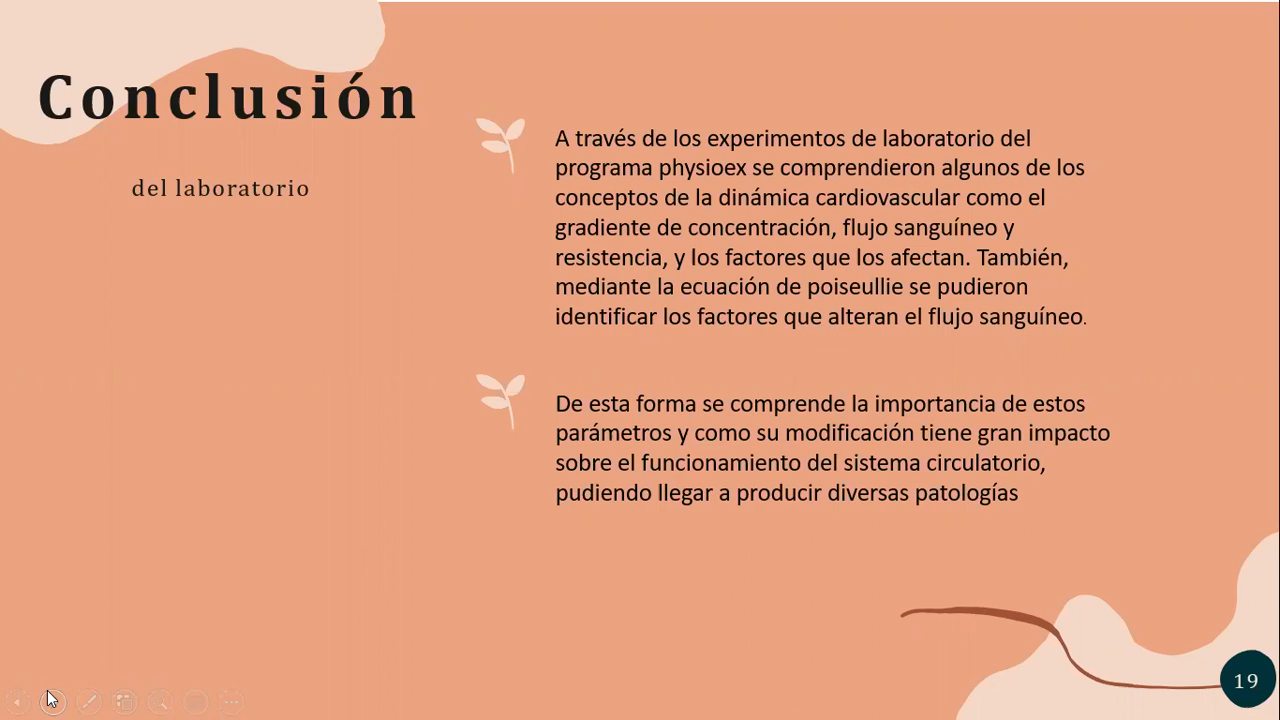 Conclusión
del laboratorio
A través de los experimentos de laboratorio del
programa physioex se comprendieron algunos de los
conceptos de la dinámica cardiovascular como el
gradiente de concentración, flujo sanguíneo y
resistencia, y los factores que los afectan. También,
mediante la ecuación de poiseullie se pudieron
identificar los factores que alteran el flujo sanguíneo.
De esta forma se comprende la importancia de estos
parámetros y como su modificación tiene gran impacto
sobre el funcionamiento del sistema circulatorio,
pudiendo llegar a producir diversas patologías
19